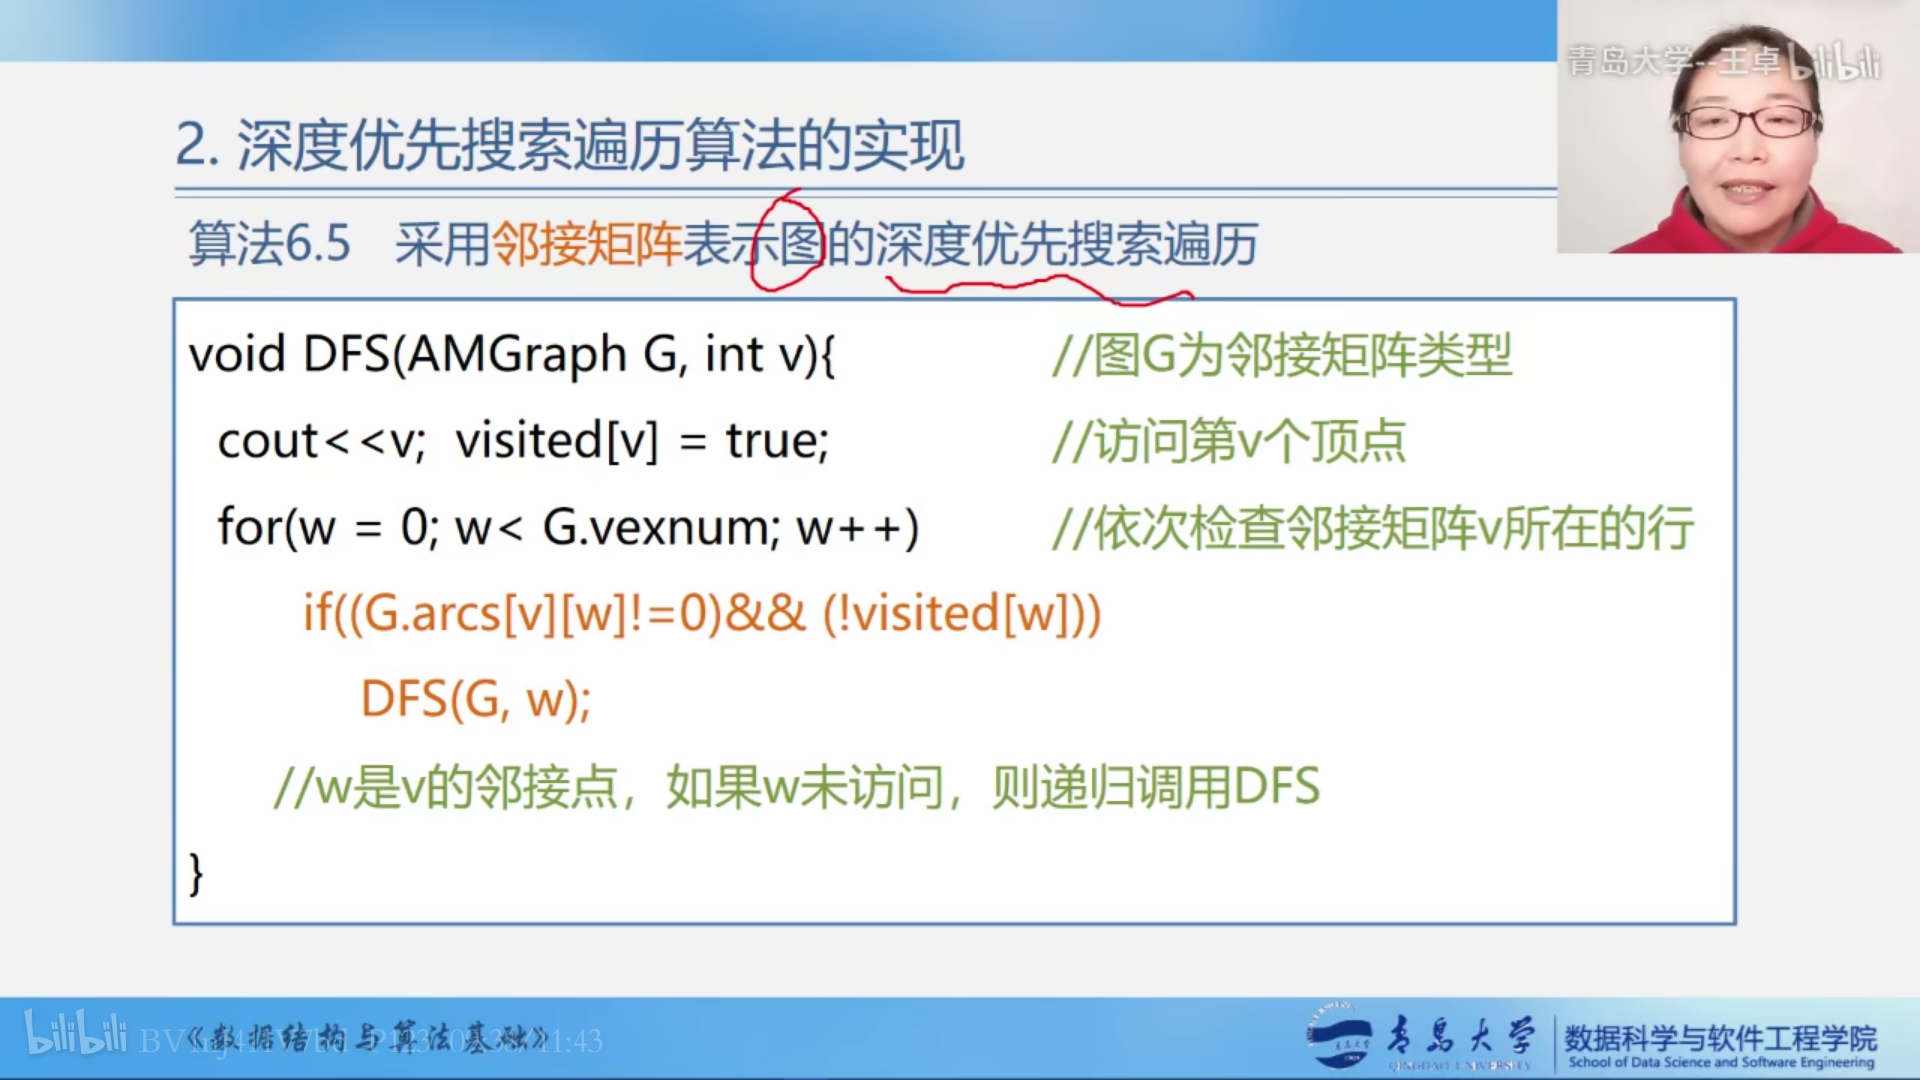 青岛大学--王卓 bilibili
2. 深度优先搜索遍历算法的实现
算法6.5 采用邻接矩阵表示图的深度优先搜索遍历
void DFS(AMGraph G, int v){ //图G为邻接矩阵类型
cout<<v; visited[v] = true; //访问第v个顶点
for(w = 0; w< G.vexnum; w++) //依次检查邻接矩阵v所在的行
if((G.arcs[v][w]!=0)&& (!visited[w]))
DFS(G, w);
//w是v的邻接点，如果w未访问，则递归调用DFS
}
bilibili
《数据结构与算法基础》
青岛大学
QINGDAO UNIVERSITY
数据科学与软件工程学院
School of Data Science and Software Engineering